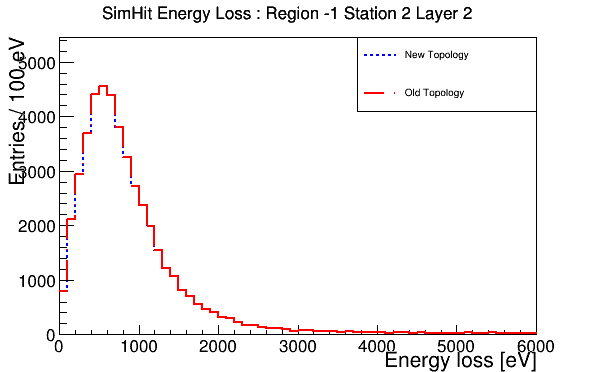 SimHit Energy Loss : Region -1 Station 2 Layer 2
Entries / 100 eV
5000
4000
3000
2000
1000
0
New Topology
Old Topology
0 1000 2000 3000 4000 5000 6000
Energy loss [eV]